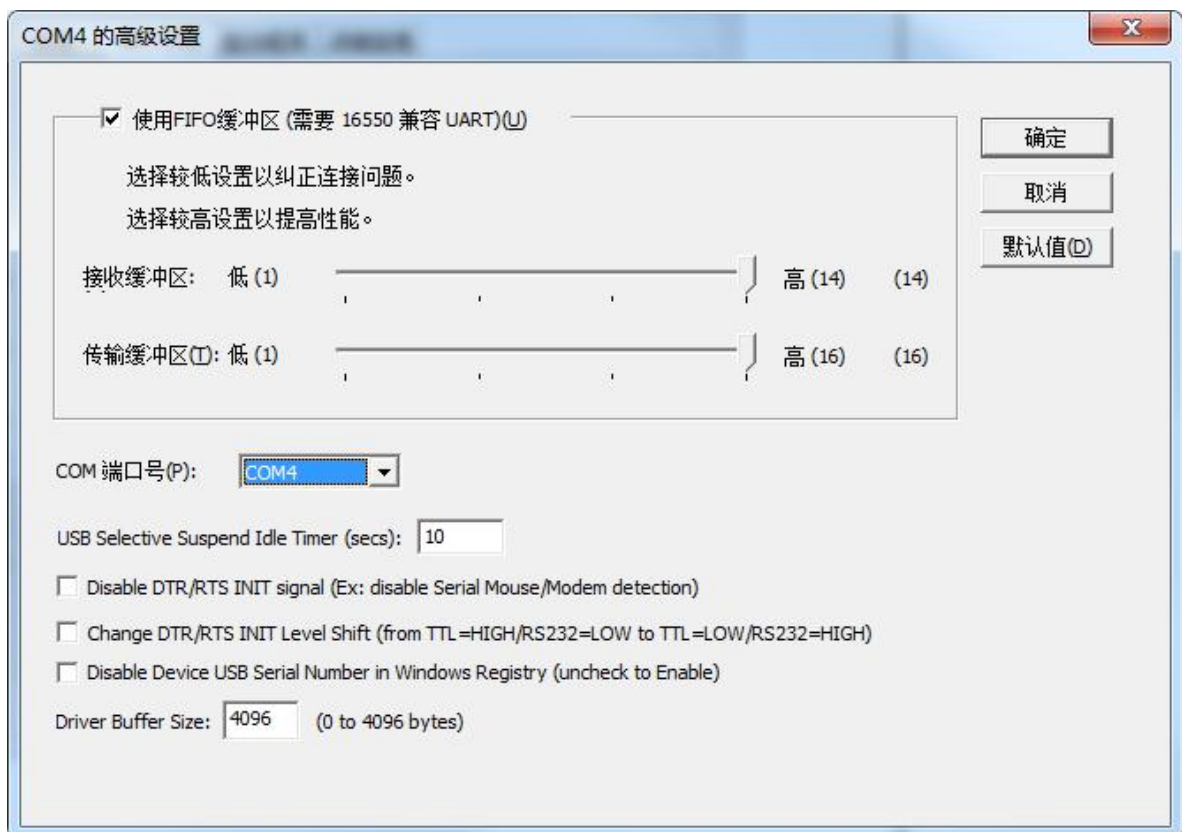 COM4 的高级设置
使用FIFO缓冲区 (需要 16550 兼容 UART)(U)
选择较低设置以纠正连接问题。
选择较高设置以提高性能。
接收缓冲区: 低 (1) 高 (14) (14)
传输缓冲区(T): 低 (1) 高 (16) (16)
确定
取消
默认值(D)
COM 端口号(P): COM4
USB Selective Suspend Idle Timer (secs): 10
Disable DTR/RTS INIT signal (Ex: disable Serial Mouse/Modem detection)
Change DTR/RTS INIT Level Shift (from TTL=HIGH/RS232=LOW to TTL=LOW/RS232=HIGH)
Disable Device USB Serial Number in Windows Registry (uncheck to Enable)
Driver Buffer Size: 4096 (0 to 4096 bytes)